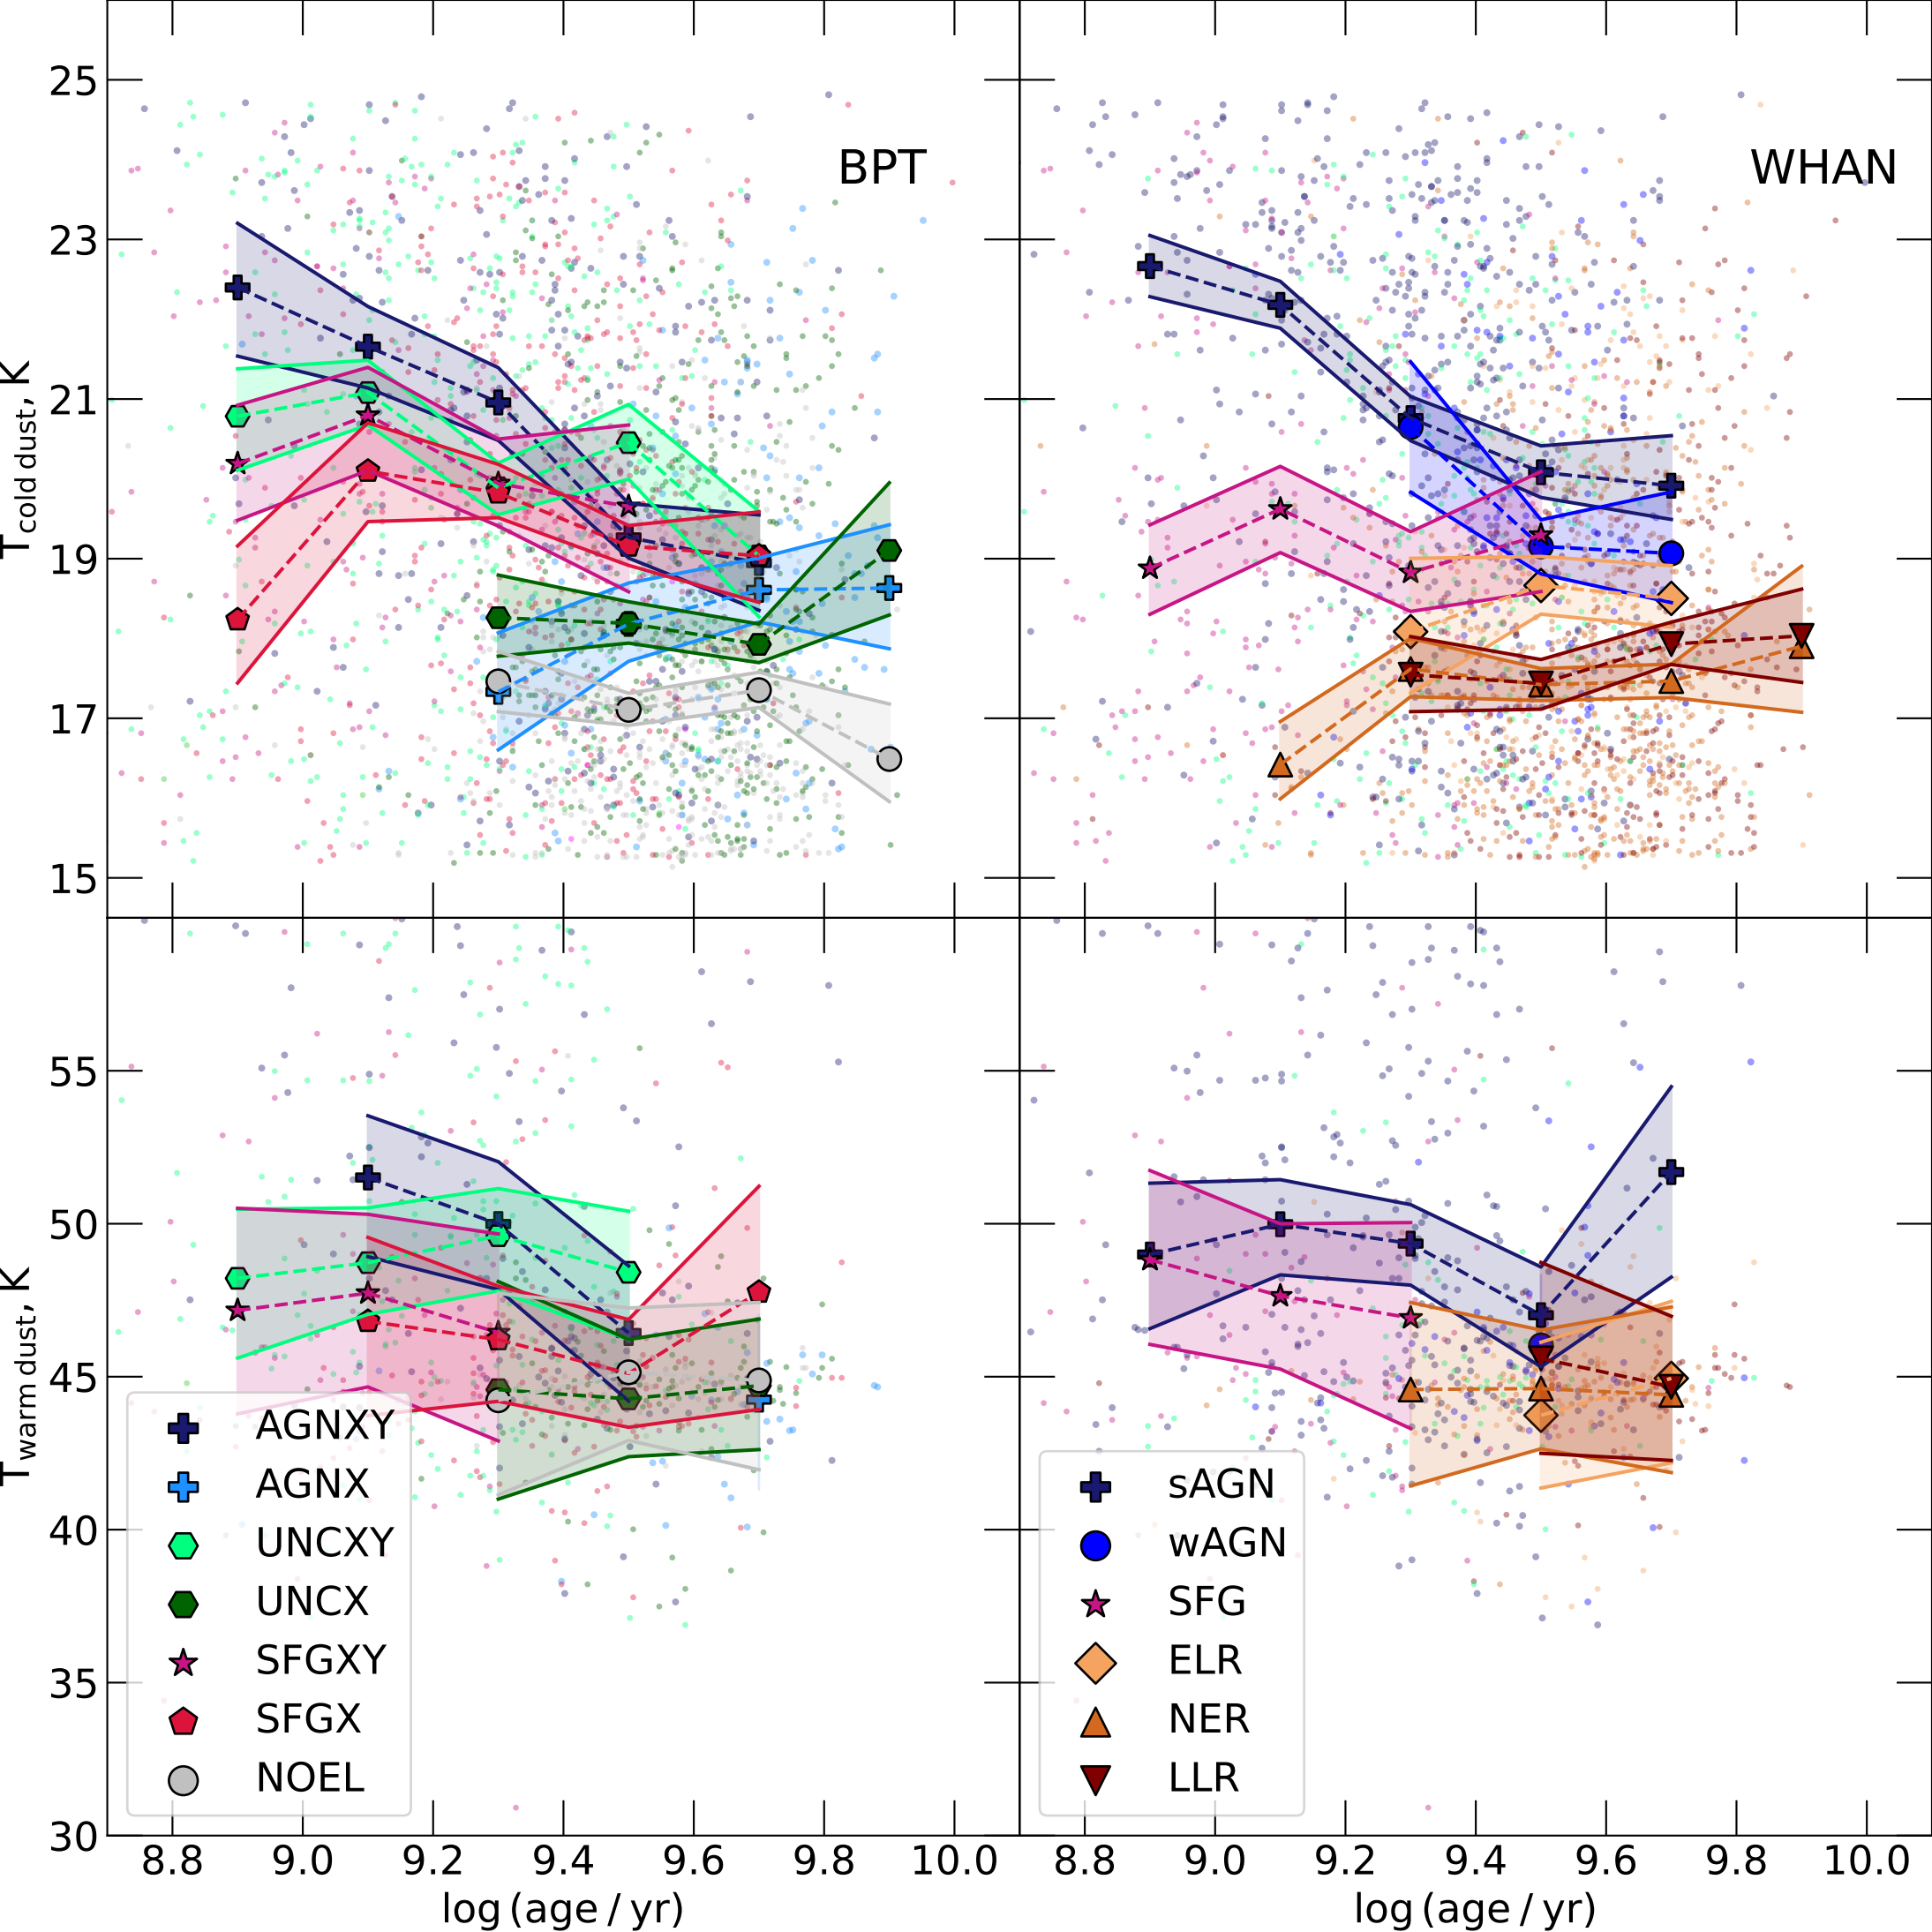 BPT
WHAN
25
23
21
19
17
15
T cold dust, K
55
50
45
40
35
30
T warm dust, K
AGNXY
AGNX
UNCXY
UNCX
SFGXY
SFGX
NOEL
sAGN
wAGN
SFG
ELR
NER
LLR
8.8 9.0 9.2 9.4 9.6 9.8 10.0
8.8 9.0 9.2 9.4 9.6 9.8 10.0
log (age / yr)
log (age / yr)